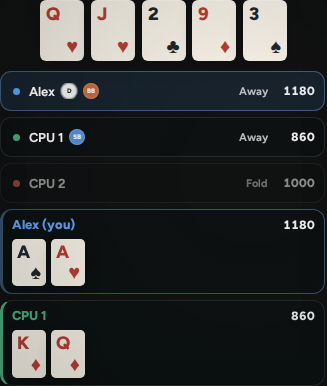 Q J 2 9 3
♥ ♥ ♣ ♦ ♠
Alex D BB Away 1180
CPU 1 SB Away 860
CPU 2 Fold 1000
Alex (you) 1180
A A
♠ ♥
CPU 1 860
K Q
♦ ♦